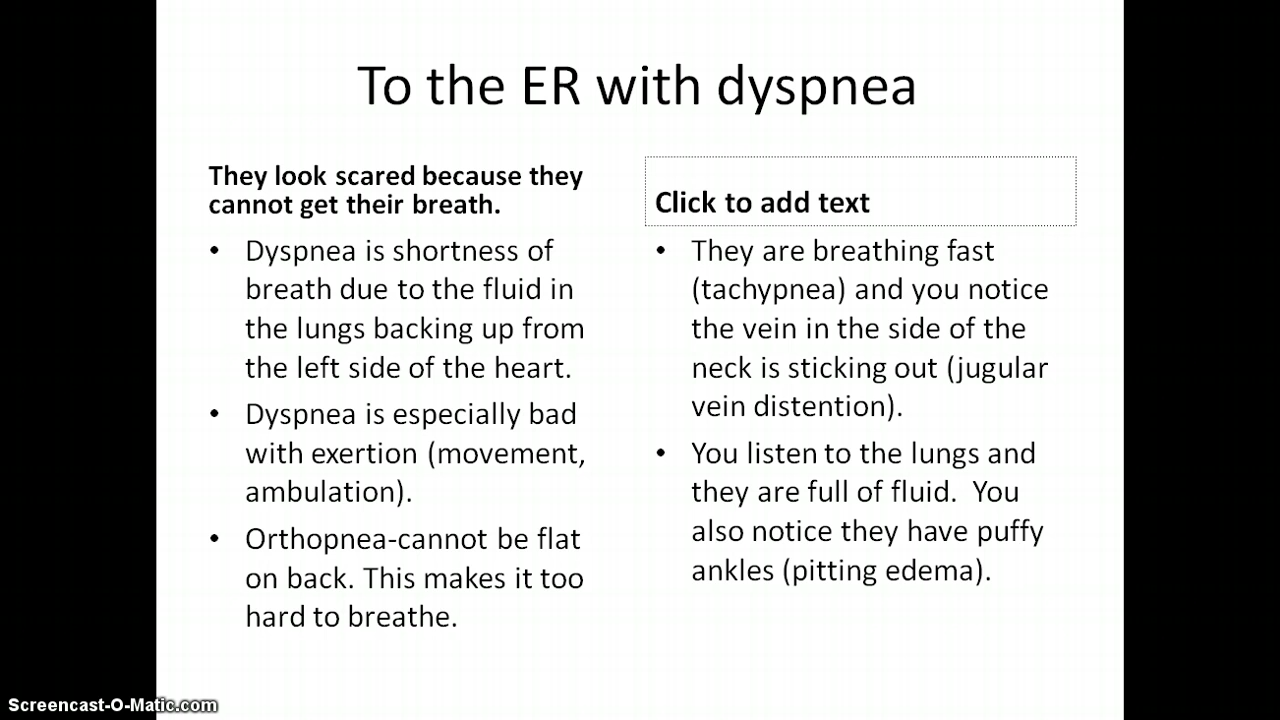 To the ER with dyspnea
They look scared because they
cannot get their breath.
• Dyspnea is shortness of
breath due to the fluid in
the lungs backing up from
the left side of the heart.
• Dyspnea is especially bad
with exertion (movement,
ambulation).
• Orthopnea-cannot be flat
on back. This makes it too
hard to breathe.
Click to add text
• They are breathing fast
(tachypnea) and you notice
the vein in the side of the
neck is sticking out (jugular
vein distention).
• You listen to the lungs and
they are full of fluid.  You
also notice they have puffy
ankles (pitting edema).
Screencast-O-Matic.com